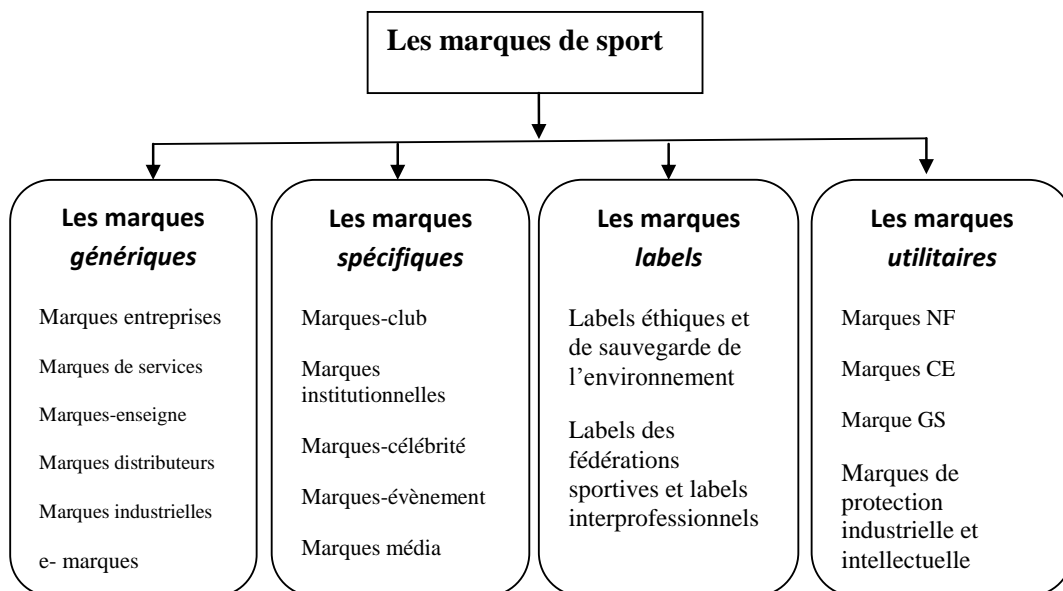 Les marques de sport
Les marques
génériques
Marques entreprises
Marques de services
Marques-enseigne
Marques distributeurs
Marques industrielles
e- marques
Les marques
spécifiques
Marques-club
Marques
institutionnelles
Marques-célébrité
Marques-évènement
Marques média
Les marques
labels
Labels éthiques et
de sauvegarde de
l’environnement
Labels des
fédérations
sportives et labels
interprofessionnels
Les marques
utilitaires
Marques NF
Marques CE
Marque GS
Marques de
protection
industrielle et
intellectuelle